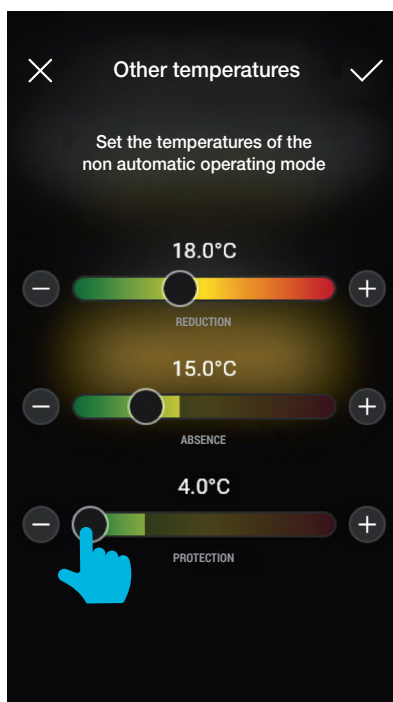 Other temperatures
Set the temperatures of the
non automatic operating mode
18.0°C
REDUCTION
15.0°C
ABSENCE
4.0°C
PROTECTION